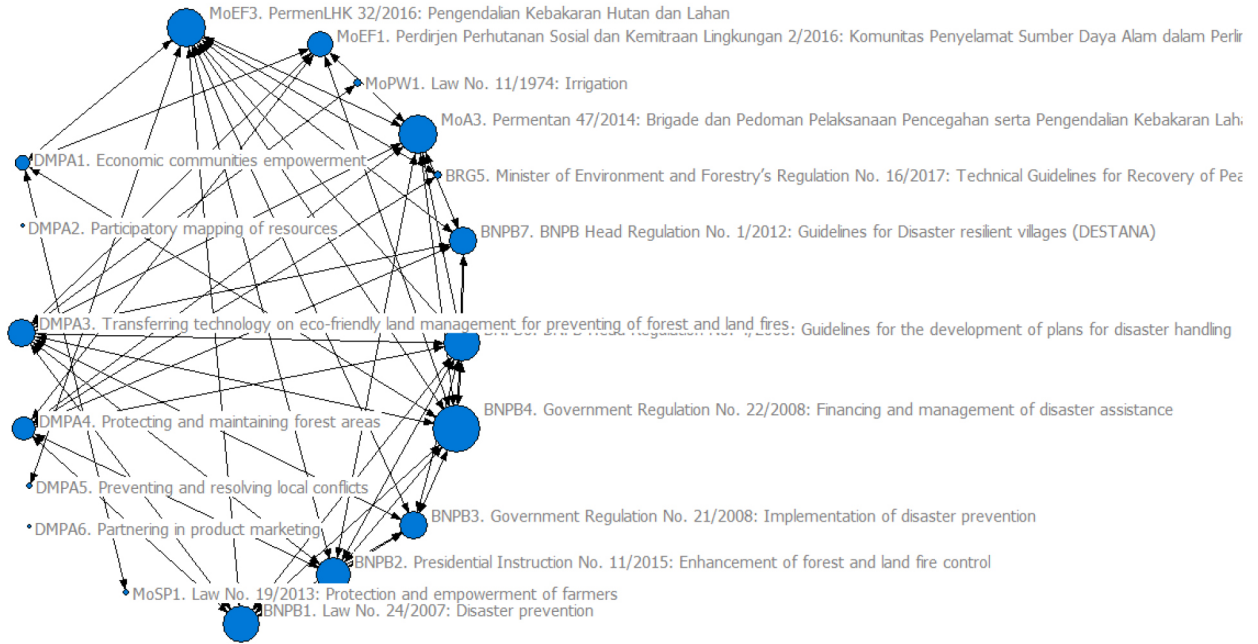 MoEF3. PermenLHK 32/2016: Pengendalian Kebakaran Hutan dan Lahan
MoEF1. Perdirjen Perhutanan Sosial dan Kemitraan Lingkungan 2/2016: Komunitas Penyelamat Sumber Daya Alam dalam
MoPW1. Law No. 11/1974: Irrigation
MoA3. Permentan 47/2014: Brigade dan Pedoman Pelaksanaan Pencegahan serta Pengendalian Kebakaran
DMPA1. Economic communities empowerment
BRG5. Minister of Environment and Forestry's Regulation No. 16/2017: Technical Guidelines for Recovery of
DMPA2. Participatory mapping of resources
BNPB7. BNPB Head Regulation No. 1/2012: Guidelines for Disaster resilient villages (DESTANA)
DMPA3. Transferring technology on eco-friendly land management for preventing of forest and land fires
Guidelines for the development of plans for disaster handling
BNPB4. Government Regulation No. 22/2008: Financing and management of disaster assistance
DMPA4. Protecting and maintaining forest areas
DMPA5. Preventing and resolving local conflicts
BNPB3. Government Regulation No. 21/2008: Implementation of disaster prevention
DMPA6. Partnering in product marketing
BNPB2. Presidential Instruction No. 11/2015: Enhancement of forest and land fire control
MoSP1. Law No. 19/2013: Protection and empowerment of farmers
BNPB1. Law No. 24/2007: Disaster prevention